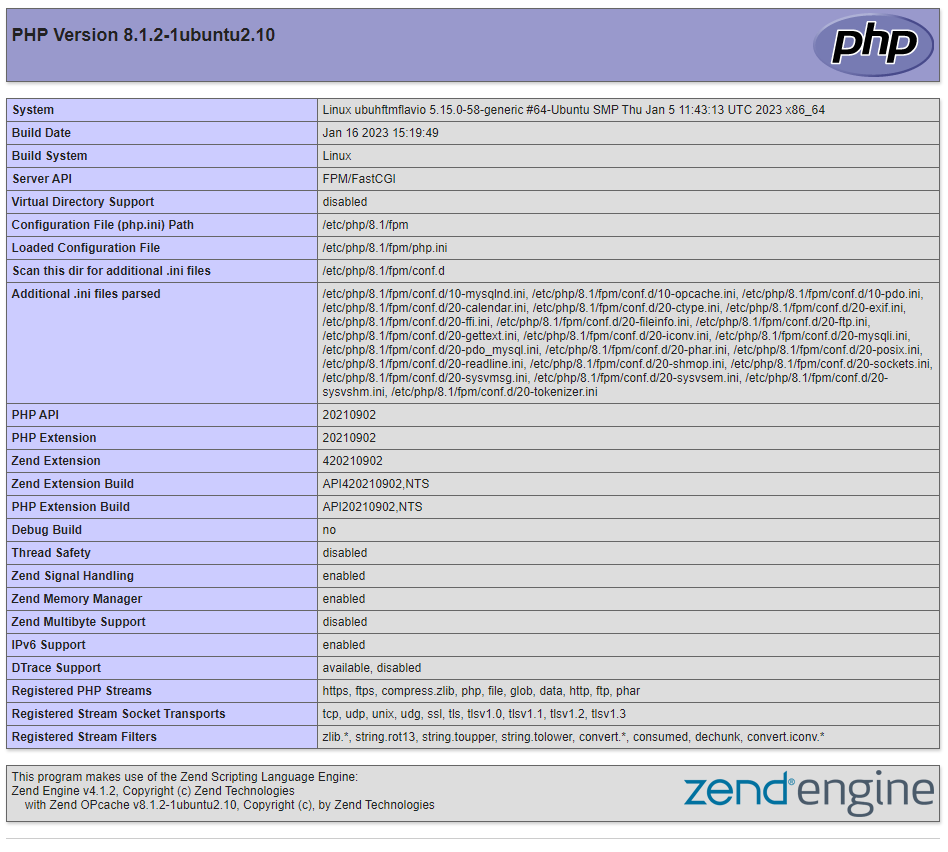 PHP Version 8.1.2-1ubuntu2.10
php
System Linux ubuhftmflavio 5.15.0-58-generic #64-Ubuntu SMP Thu Jan 5 11:43:13 UTC 2023 x86_64
Build Date Jan 16 2023 15:19:49
Build System Linux
Server API FPM/FastCGI
Virtual Directory Support disabled
Configuration File (php.ini) Path /etc/php/8.1/fpm
Loaded Configuration File /etc/php/8.1/fpm/php.ini
Scan this dir for additional .ini files /etc/php/8.1/fpm/conf.d
Additional .ini files parsed /etc/php/8.1/fpm/conf.d/10-mysqlnd.ini, /etc/php/8.1/fpm/conf.d/10-opcache.ini, /etc/php/8.1/fpm/conf.d/10-pdo.ini,
/etc/php/8.1/fpm/conf.d/20-calendar.ini, /etc/php/8.1/fpm/conf.d/20-ctype.ini, /etc/php/8.1/fpm/conf.d/20-exif.ini,
/etc/php/8.1/fpm/conf.d/20-ffi.ini, /etc/php/8.1/fpm/conf.d/20-fileinfo.ini, /etc/php/8.1/fpm/conf.d/20-ftp.ini,
/etc/php/8.1/fpm/conf.d/20-gettext.ini, /etc/php/8.1/fpm/conf.d/20-iconv.ini, /etc/php/8.1/fpm/conf.d/20-mysqli.ini,
/etc/php/8.1/fpm/conf.d/20-pdo_mysql.ini, /etc/php/8.1/fpm/conf.d/20-phar.ini, /etc/php/8.1/fpm/conf.d/20-posix.ini,
/etc/php/8.1/fpm/conf.d/20-readline.ini, /etc/php/8.1/fpm/conf.d/20-shmop.ini, /etc/php/8.1/fpm/conf.d/20-sockets.ini,
/etc/php/8.1/fpm/conf.d/20-sysvmsg.ini, /etc/php/8.1/fpm/conf.d/20-sysvsem.ini, /etc/php/8.1/fpm/conf.d/20-
sysvshm.ini, /etc/php/8.1/fpm/conf.d/20-tokenizer.ini
PHP API 20210902
PHP Extension 20210902
Zend Extension 420210902
Zend Extension Build API420210902,NTS
PHP Extension Build API20210902,NTS
Debug Build no
Thread Safety disabled
Zend Signal Handling enabled
Zend Memory Manager enabled
Zend Multibyte Support disabled
IPv6 Support enabled
DTrace Support available, disabled
Registered PHP Streams https, ftps, compress.zlib, php, file, glob, data, http, ftp, phar
Registered Stream Socket Transports tcp, udp, unix, udg, ssl, tls, tlsv1.0, tlsv1.1, tlsv1.2, tlsv1.3
Registered Stream Filters zlib.*, string.rot13, string.toupper, string.tolower, convert.*, consumed, dechunk, convert.iconv.*
This program makes use of the Zend Scripting Language Engine:
Zend Engine v4.1.2, Copyright (c) Zend Technologies
with Zend OPcache v8.1.2-1ubuntu2.10, Copyright (c), by Zend Technologies
zend® engine